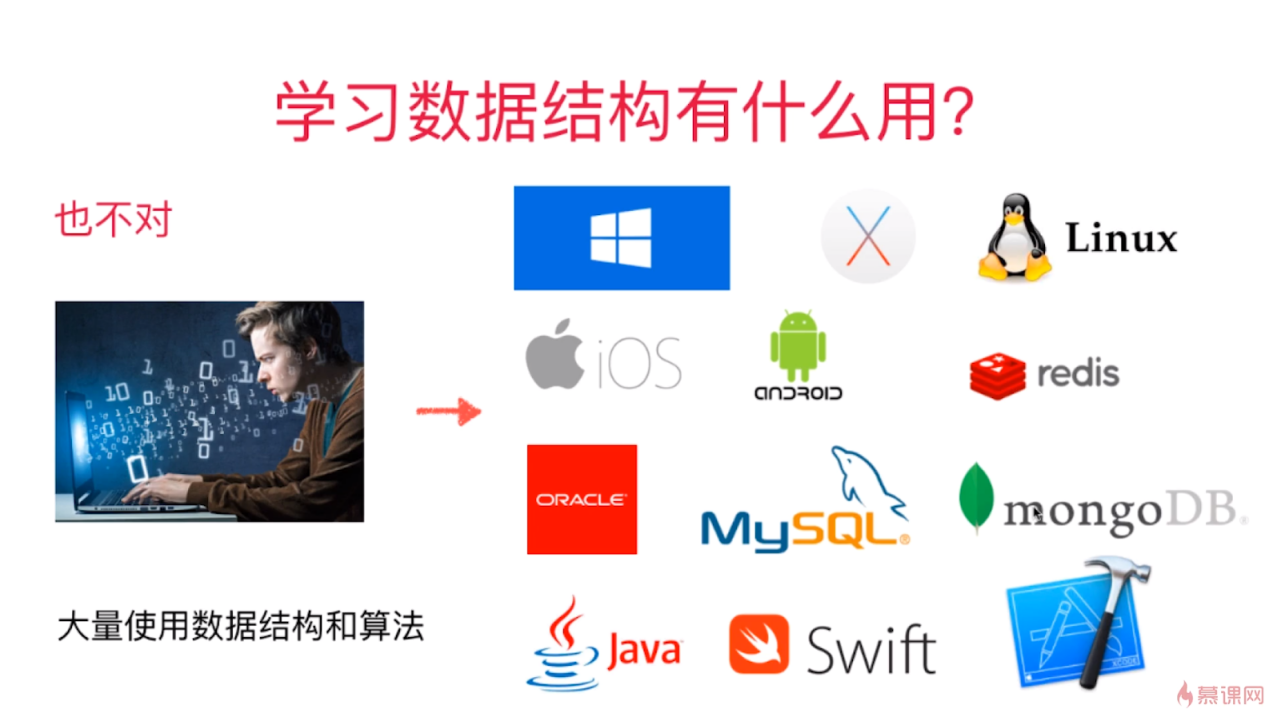 学习数据结构有什么用?
也不对
Linux
iOS
ANDROID
redis
ORACLE
MySQL®
mongoDB®
大量使用数据结构和算法
Java
Swift
XCODE
慕课网